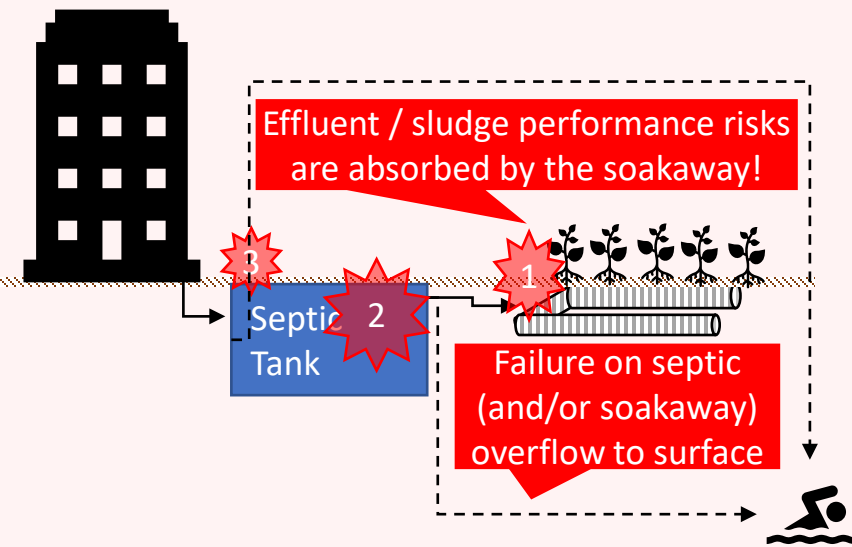 Effluent / sludge performance risks
are absorbed by the soakaway!
3
1
Septic
2
Tank
Failure on septic
(and/or soakaway)
overflow to surface